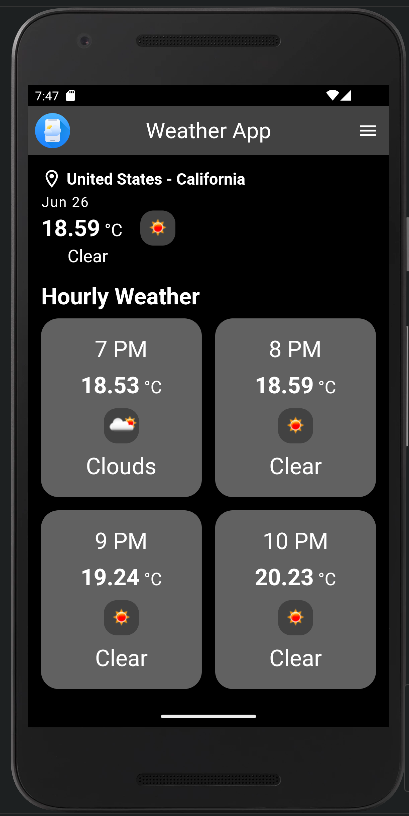 7:47
Weather App
United States - California
Jun 26
18.59 °C
Clear
Hourly Weather
7 PM
18.53 °C
Clouds
8 PM
18.59 °C
Clear
9 PM
19.24 °C
Clear
10 PM
20.23 °C
Clear